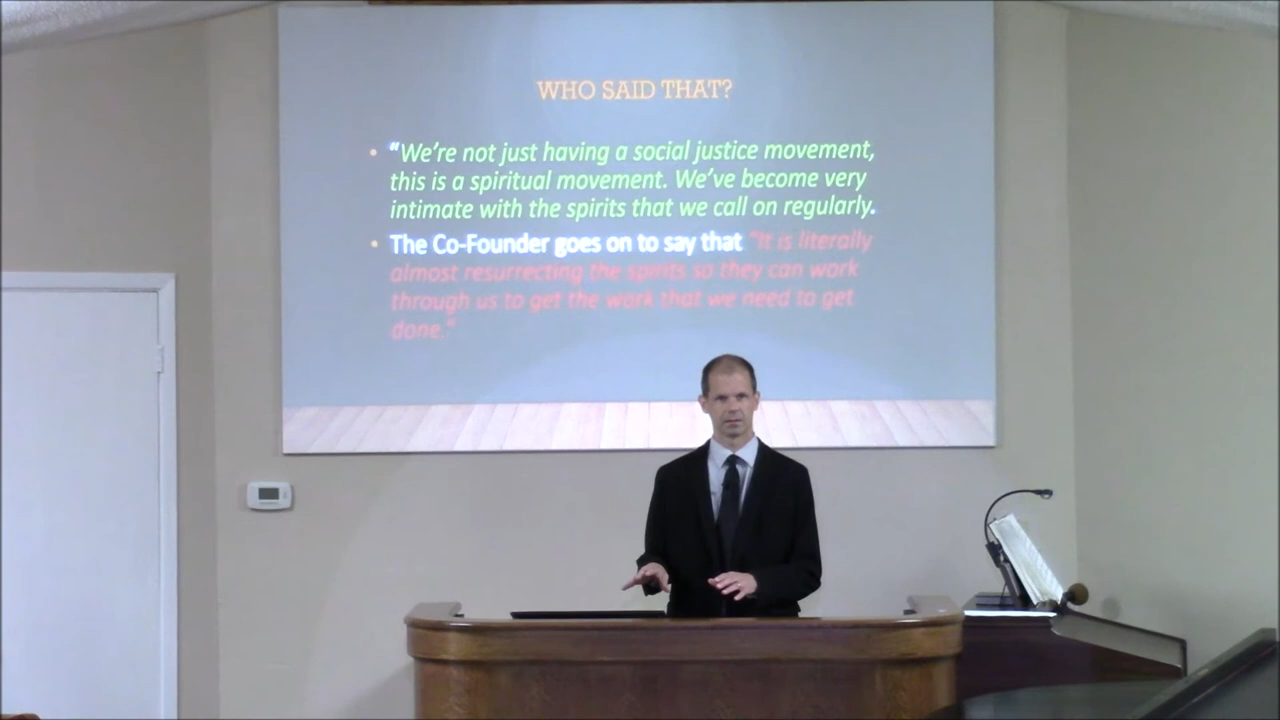 WHO SAID THAT?
• “We’re not just having a social justice movement,
this is a spiritual movement. We’ve become very
intimate with the spirits that we call on regularly.
• The Co-Founder goes on to say that “It is literally
almost resurrecting the spirits so they can work
through us to get the work that we need to get
done.”